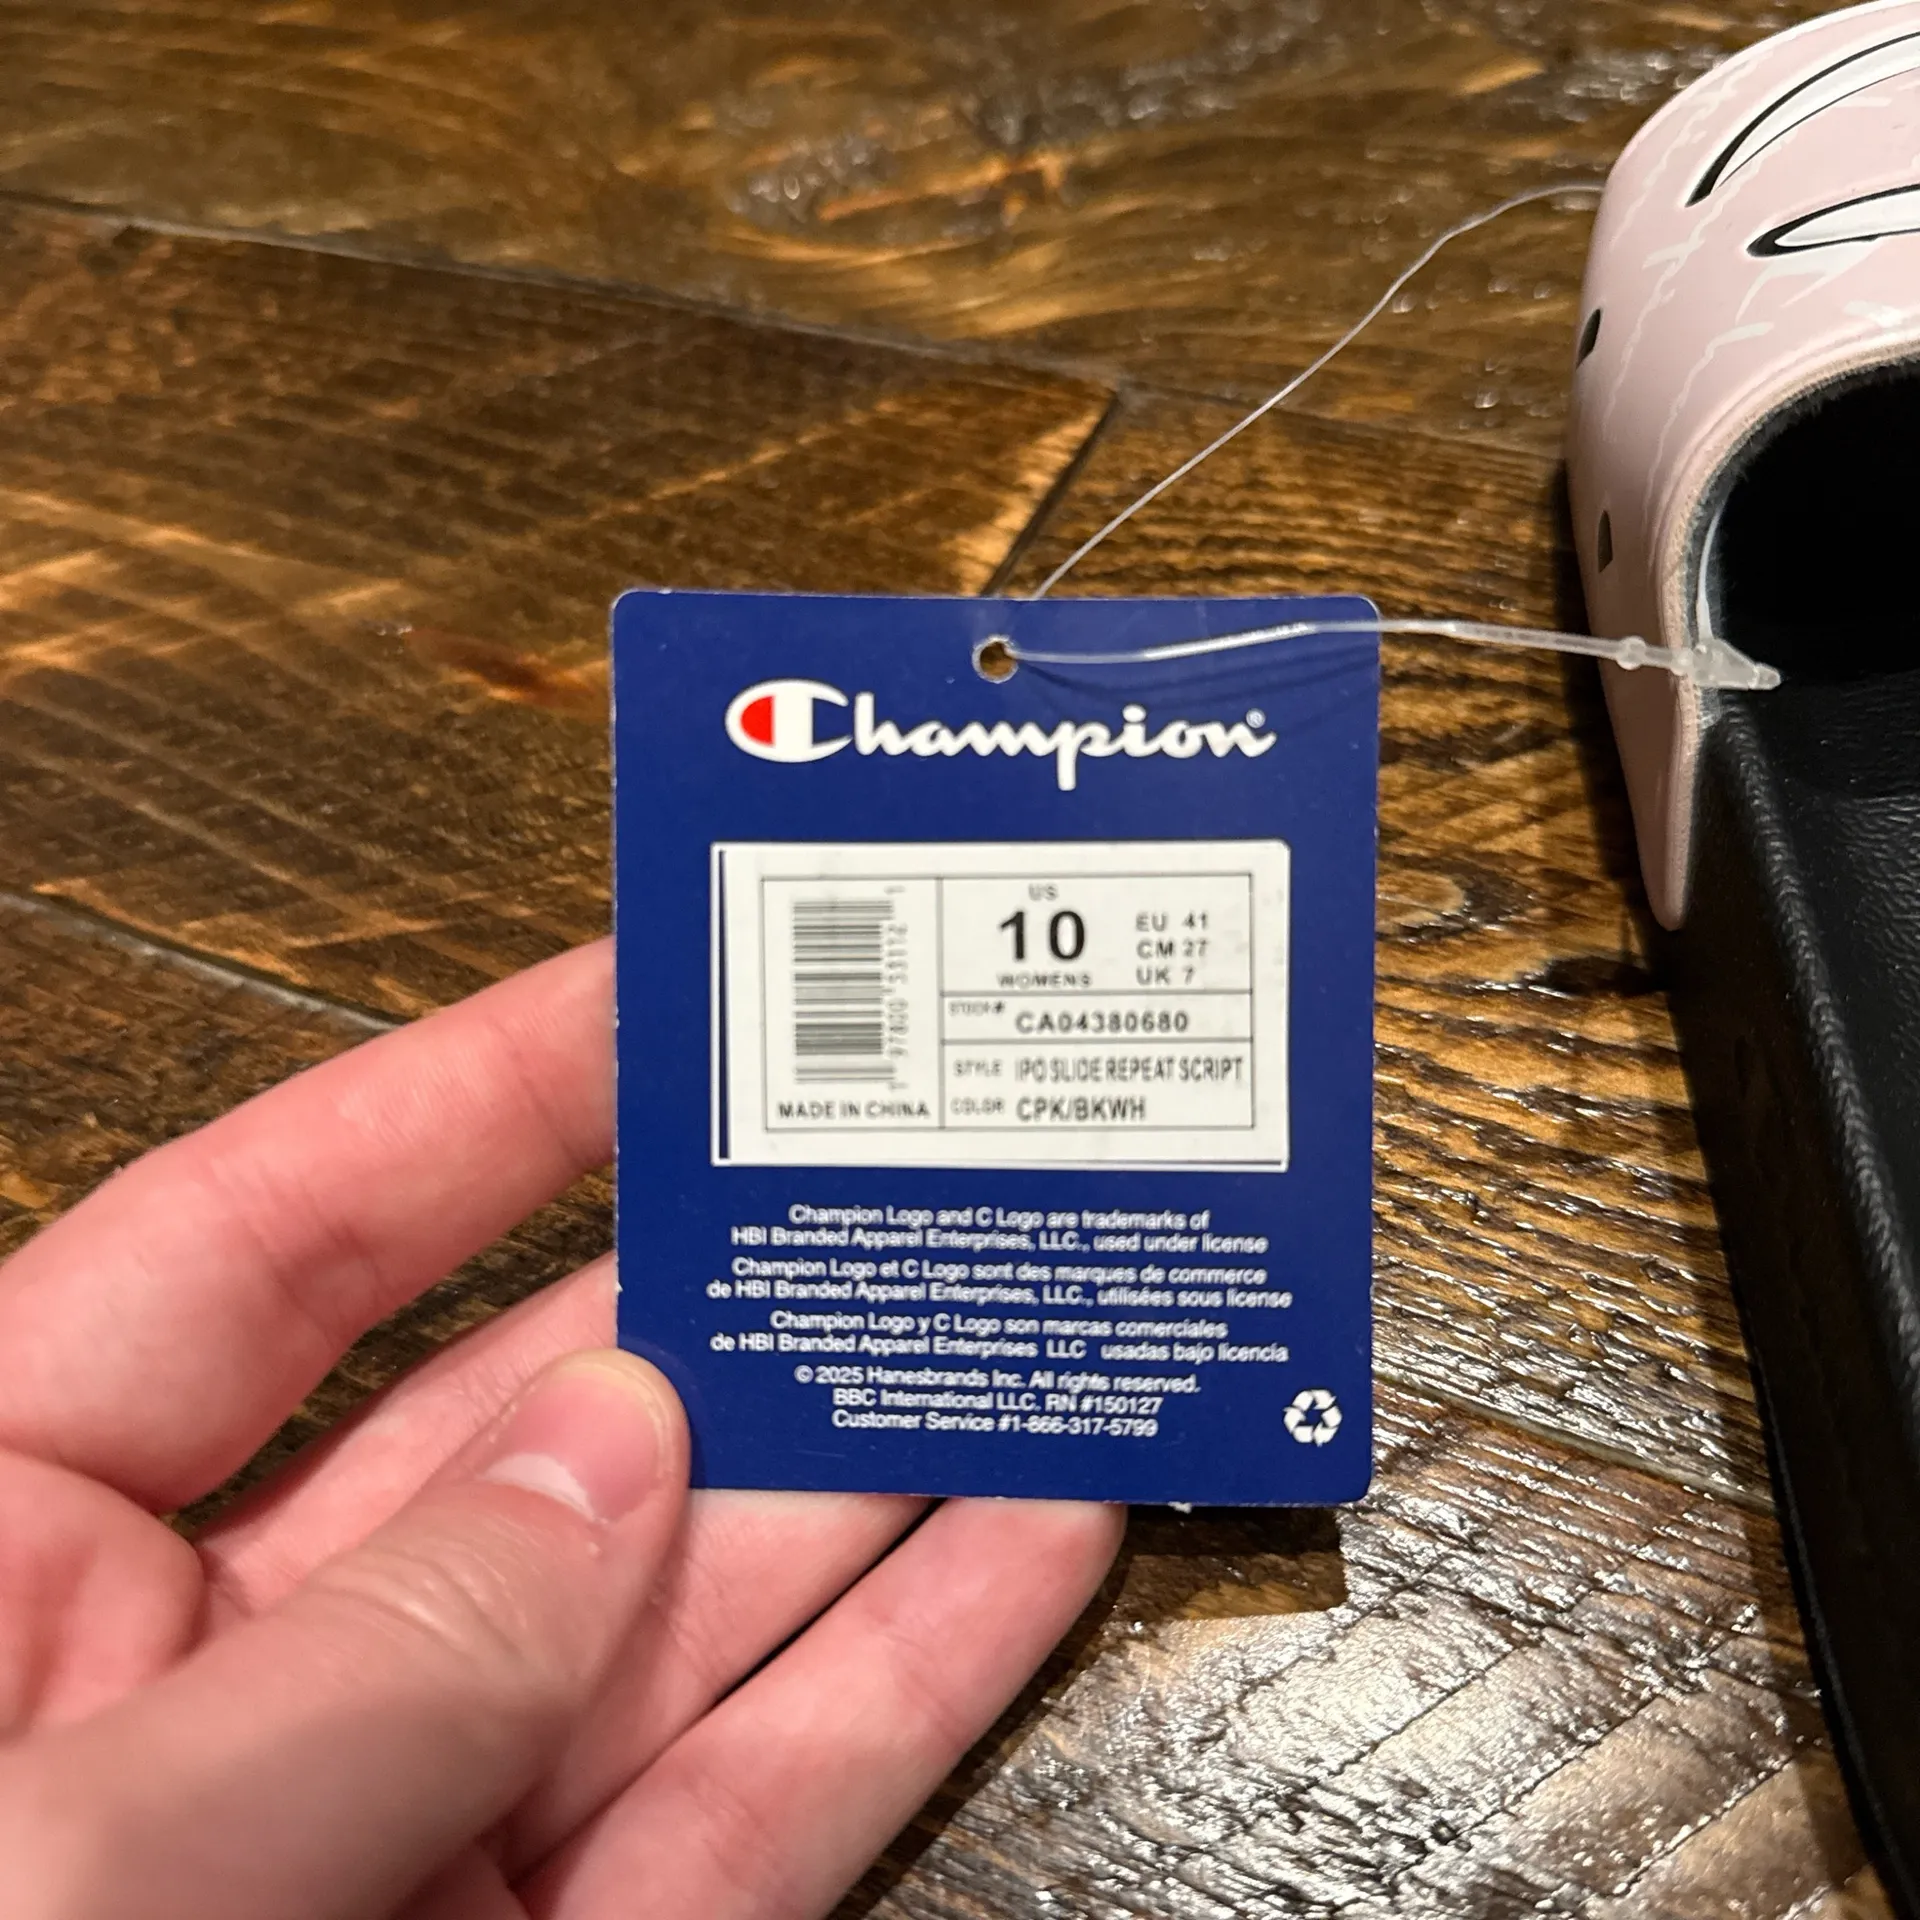 Champion®
US
10
WOMENS
EU 41
CM 27
UK 7
STOCK#
CA04380680
STYLE IPO SLIDE REPEAT SCRIPT
COLOR CPK/BKWH
1 97800 53112 1
MADE IN CHINA
Champion Logo and C Logo are trademarks of
HBI Branded Apparel Enterprises, LLC., used under license
Champion Logo et C Logo sont des marques de commerce
de HBI Branded Apparel Enterprises, LLC., utilisées sous license
Champion Logo y C Logo son marcas comerciales
de HBI Branded Apparel Enterprises LLC usadas bajo licencia
© 2025 Hanesbrands Inc. All rights reserved.
BBC International LLC. RN #150127
Customer Service #1-866-317-5799